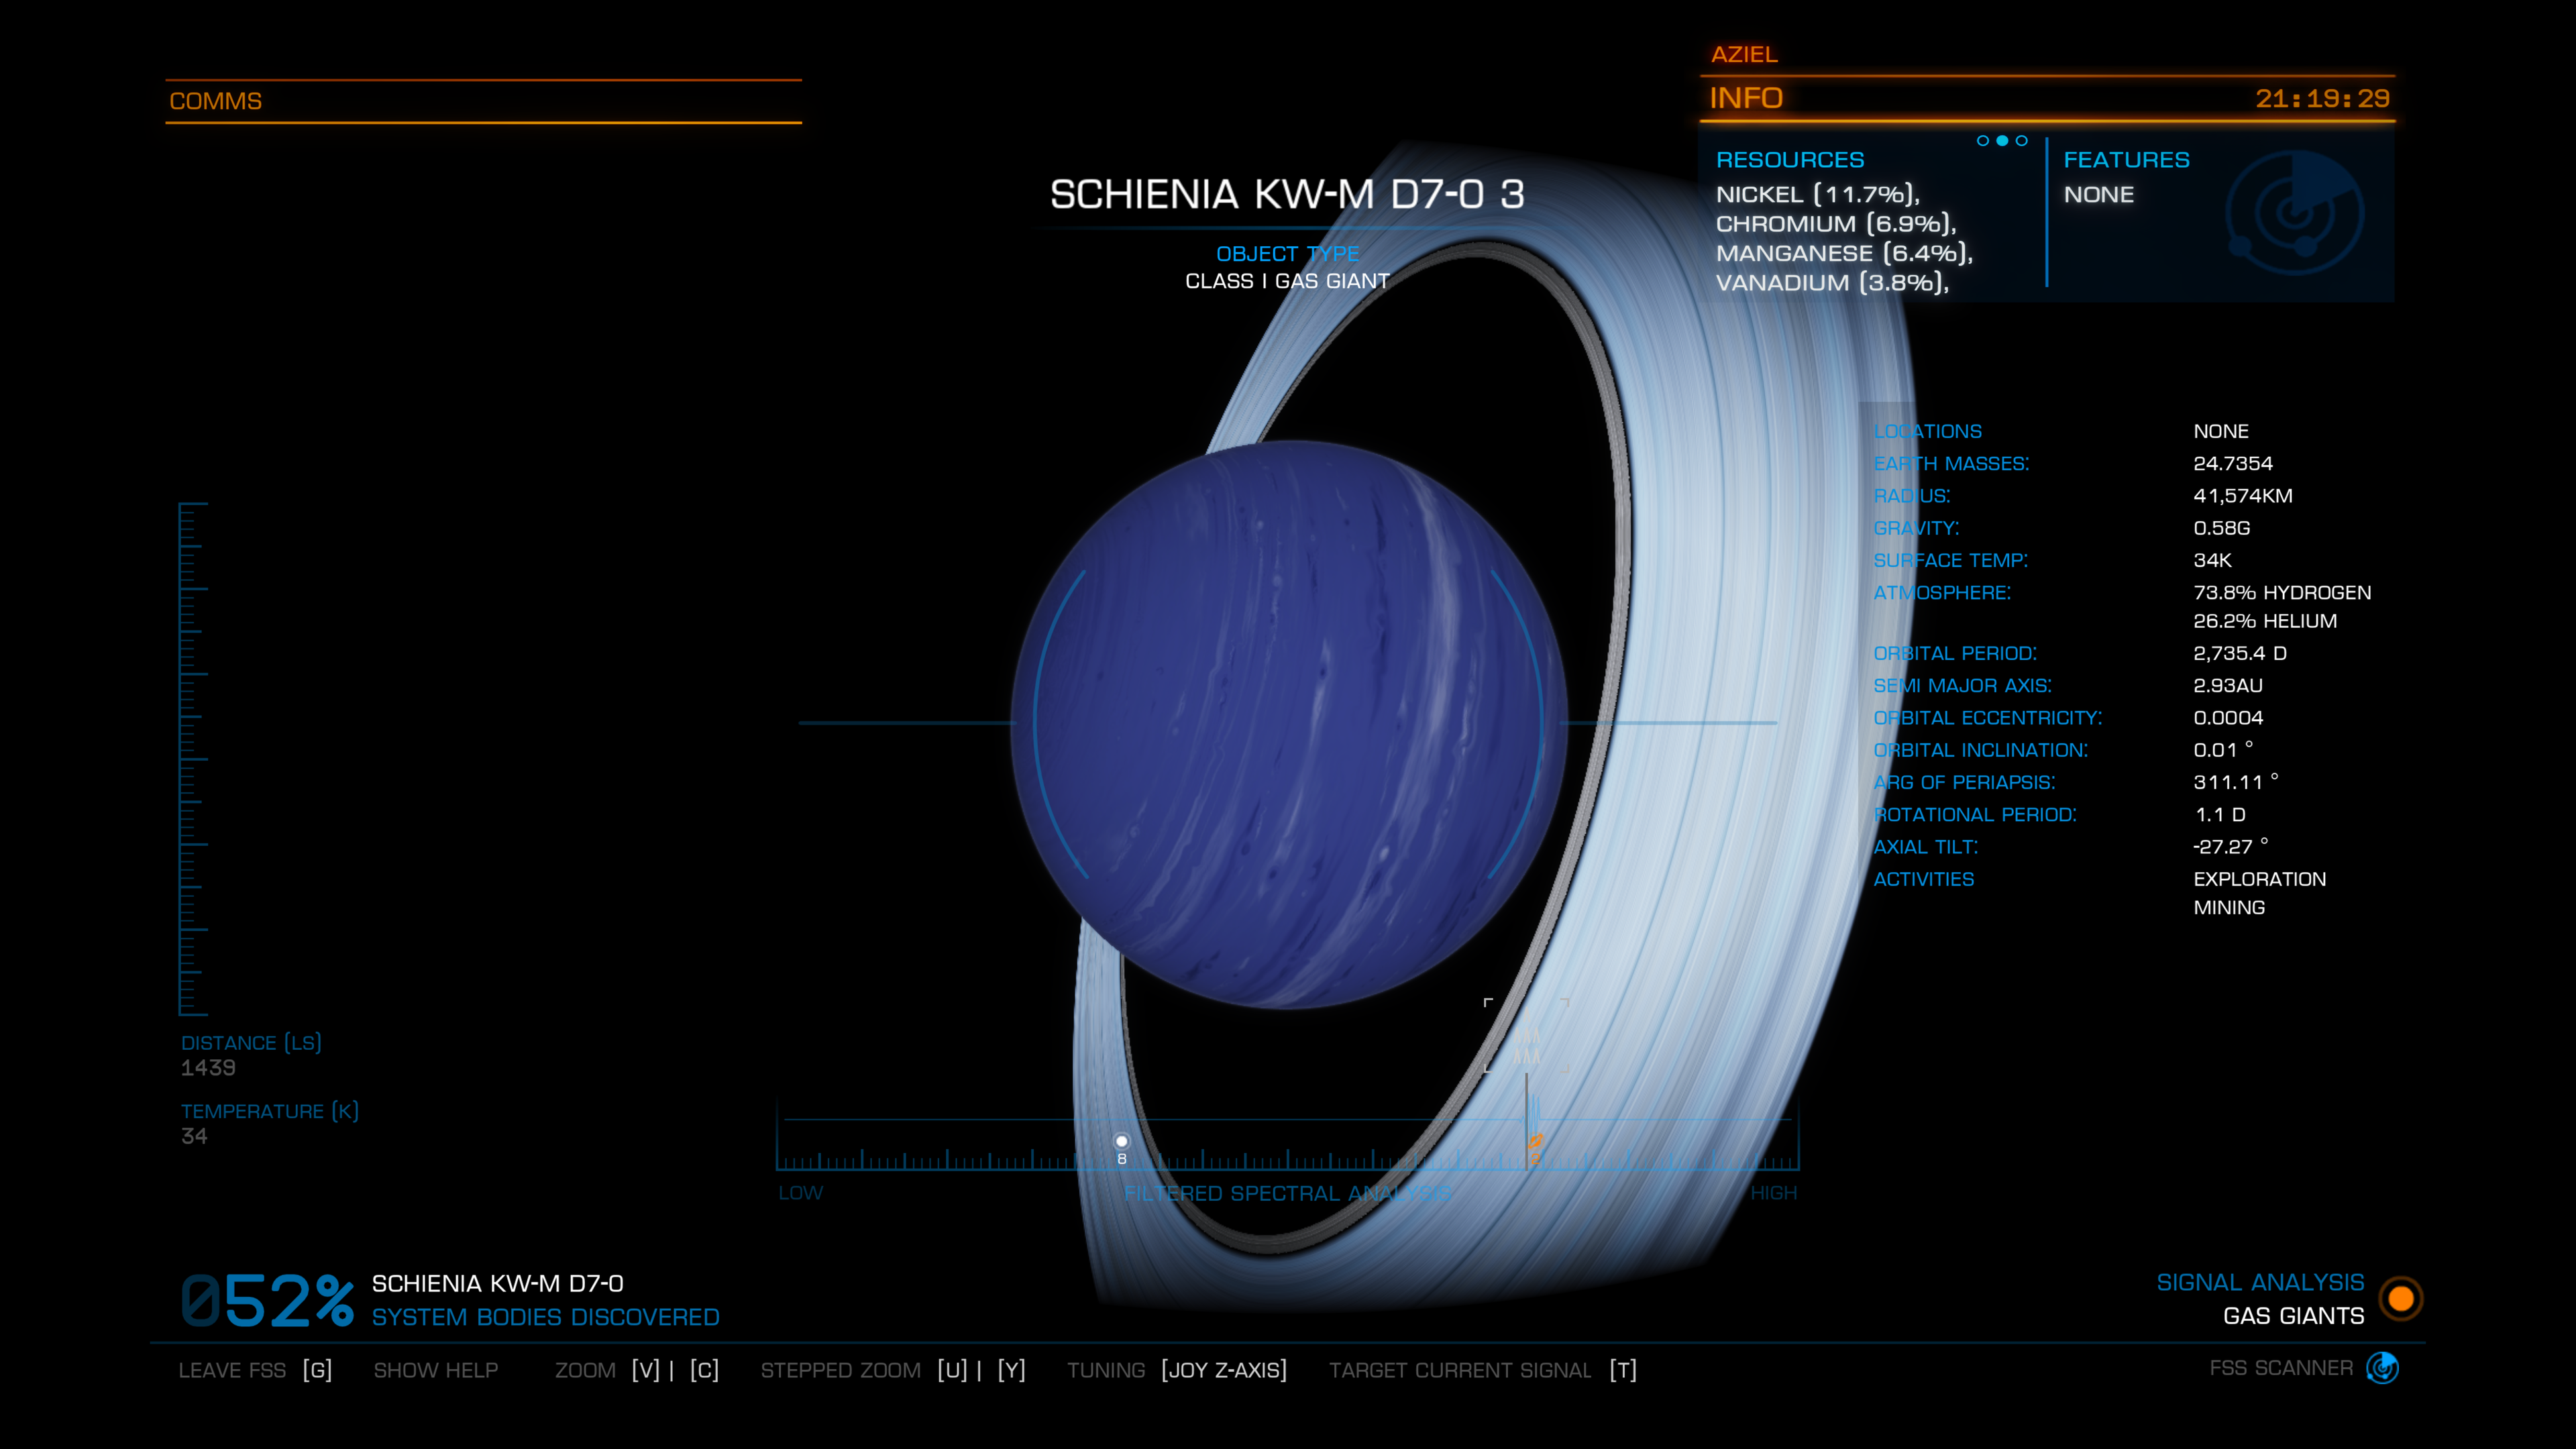 AZIEL
COMMS
INFO
21:19:29
RESOURCES
NICKEL (11.7%),
CHROMIUM (6.9%),
MANGANESE (6.4%),
VANADIUM (3.8%),
FEATURES
NONE
SCHIENIA KW-M D7-0 3
OBJECT TYPE
CLASS I GAS GIANT
LOCATIONS NONE
EARTH MASSES: 24.7354
RADIUS: 41,574KM
GRAVITY: 0.58G
SURFACE TEMP: 34K
ATMOSPHERE: 73.8% HYDROGEN
26.2% HELIUM
ORBITAL PERIOD: 2,735.4 D
SEMI MAJOR AXIS: 2.93AU
ORBITAL ECCENTRICITY: 0.0004
ORBITAL INCLINATION: 0.01 °
ARG OF PERIAPSIS: 311.11 °
ROTATIONAL PERIOD: 1.1 D
AXIAL TILT: -27.27 °
ACTIVITIES EXPLORATION
MINING
DISTANCE (LS)
1439
TEMPERATURE (K)
34
8
LOW
FILTERED SPECTRAL ANALYSIS
HIGH
052%
SCHIENIA KW-M D7-0
SYSTEM BODIES DISCOVERED
SIGNAL ANALYSIS
GAS GIANTS
LEAVE FSS [G] SHOW HELP ZOOM [V] | [C] STEPPED ZOOM [U] | [Y] TUNING [JOY Z-AXIS] TARGET CURRENT SIGNAL [T]
FSS SCANNER